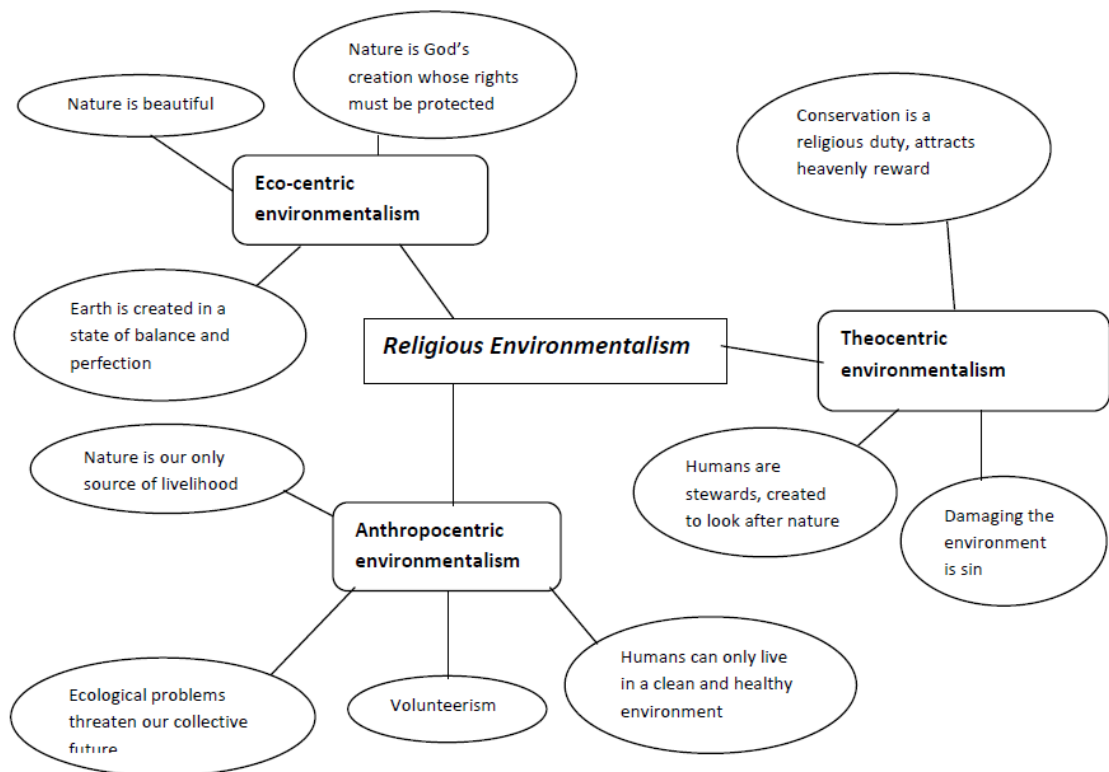 Nature is God’s
creation whose rights
must be protected
Nature is beautiful
Conservation is a
religious duty, attracts
heavenly reward
Eco-centric
environmentalism
Earth is created in a
state of balance and
perfection
Religious Environmentalism
Theocentric
environmentalism
Nature is our only
source of livelihood
Humans are
stewards, created
to look after nature
Damaging the
environment
is sin
Anthropocentric
environmentalism
Humans can only live
in a clean and healthy
environment
Ecological problems
threaten our collective
future
Volunteerism